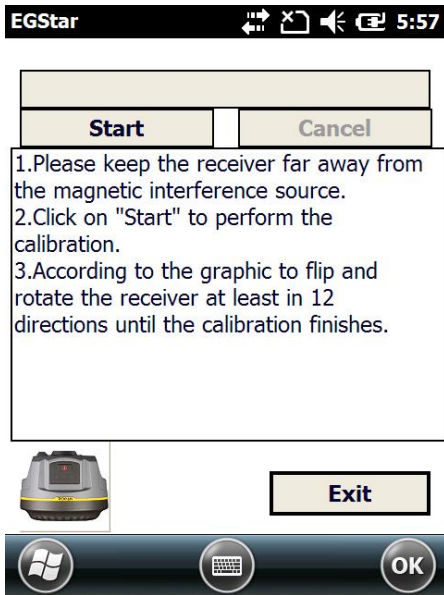 EGStar 5:57
Start Cancel
1.Please keep the receiver far away from
the magnetic interference source.
2.Click on "Start" to perform the
calibration.
3.According to the graphic to flip and
rotate the receiver at least in 12
directions until the calibration finishes.
Exit
OK